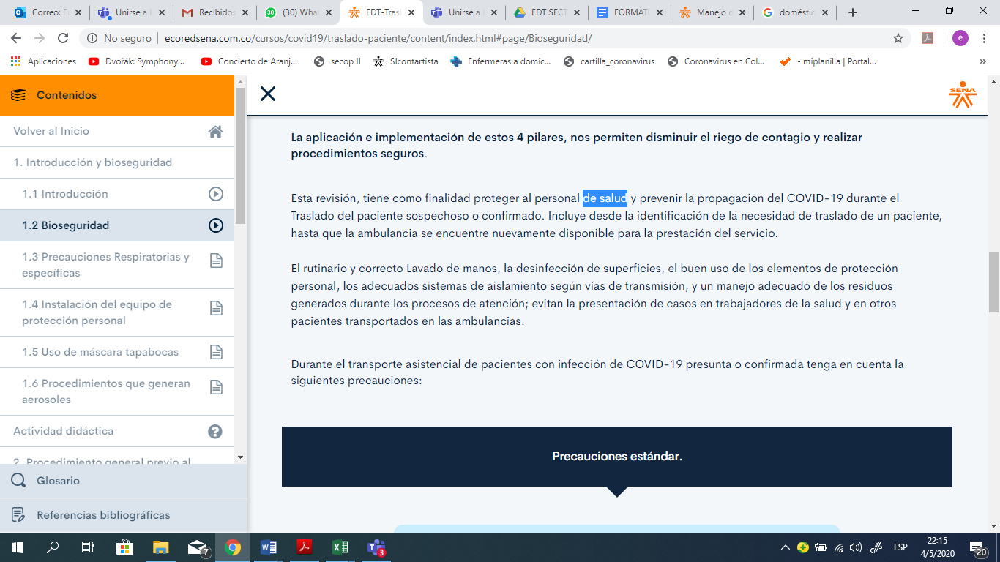 Correo: E
Unirse a l
Recibidos
(30) What
EDT-Tras
Unirse a l
EDT SECT
FORMATO
Manejo d
doméstic
No seguro
ecoredsena.com.co/cursos/covid19/traslado-paciente/content/index.html#page/Bioseguridad/
e
Aplicaciones
Dvořák: Symphony...
Concierto de Aranj...
secop II
SIcontartista
Enfermeras a domic...
cartilla_coronavirus
Coronavirus en Col...
- miplanilla | Portal...
»
Contenidos
Volver al Inicio
1. Introducción y bioseguridad
1.1 Introducción
1.2 Bioseguridad
1.3 Precauciones Respiratorias y
específicas
1.4 Instalación del equipo de
protección personal
1.5 Uso de máscara tapabocas
1.6 Procedimientos que generan
aerosoles
Actividad didáctica
2. Procedimiento general previo al
Glosario
Referencias bibliográficas
SENA
La aplicación e implementación de estos 4 pilares, nos permiten disminuir el riego de contagio y realizar
procedimientos seguros.
Esta revisión, tiene como finalidad proteger al personal de salud y prevenir la propagación del COVID-19 durante el
Traslado del paciente sospechoso o confirmado. Incluye desde la identificación de la necesidad de traslado de un paciente,
hasta que la ambulancia se encuentre nuevamente disponible para la prestación del servicio.
El rutinario y correcto Lavado de manos, la desinfección de superficies, el buen uso de los elementos de protección
personal, los adecuados sistemas de aislamiento según vías de transmisión, y un manejo adecuado de los residuos
generados durante los procesos de atención; evitan la presentación de casos en trabajadores de la salud y en otros
pacientes transportados en las ambulancias.
Durante el transporte asistencial de pacientes con infección de COVID-19 presunta o confirmada tenga en cuenta la
siguientes precauciones:
Precauciones estándar.
7
3
ESP
22:15
4/5/2020
20